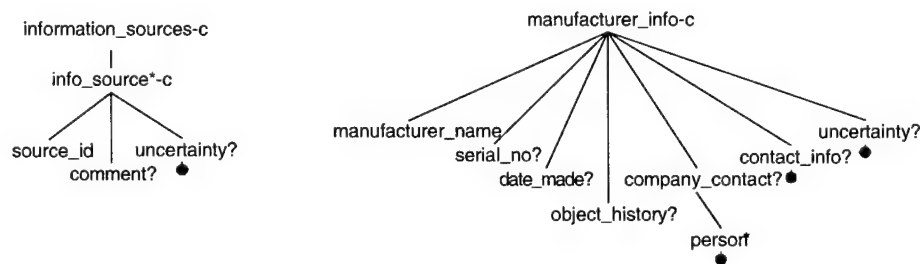 information_sources-c
info_source*-c
source_id
comment?
uncertainty?
manufacturer_info-c
manufacturer_name
serial_no?
date_made?
object_history?
company_contact?
person*
contact_info?
uncertainty?